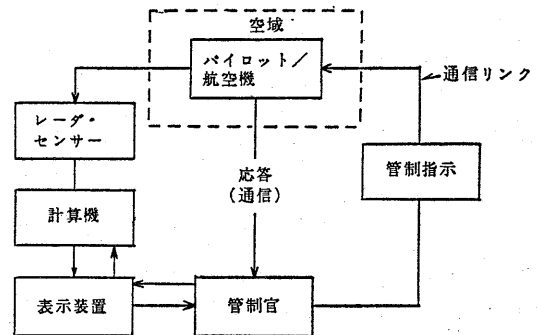 空域
パイロット／
航空機
通信リンク
レーダ・
センサー
応答
(通信)
管制指示
計算機
表示装置
管制官